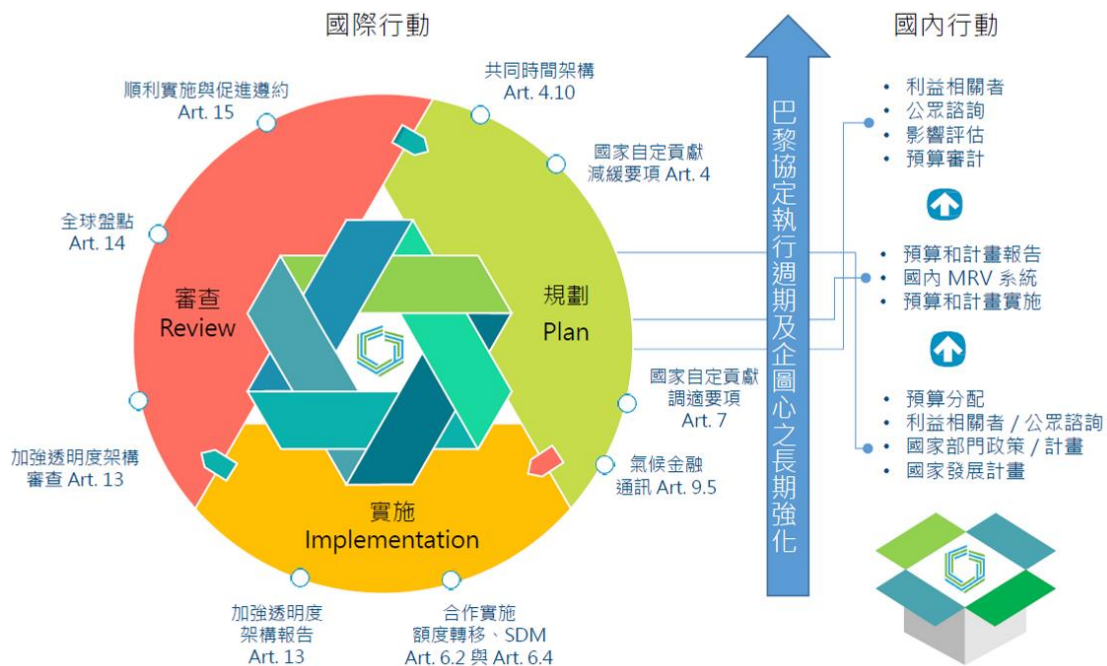 國際行動
國內行動
順利實施與促進遵約
Art. 15
共同時間架構
Art. 4.10
國家自定貢獻
減緩要項 Art. 4
全球盤點
Art. 14
審查
Review
規劃
Plan
國家自定貢獻
調適要項
Art. 7
加強透明度架構
審查 Art. 13
氣候金融
通訊 Art. 9.5
實施
Implementation
加強透明度
架構報告
Art. 13
合作實施
額度轉移、SDM
Art. 6.2 與 Art. 6.4
巴黎協定執行週期及企圖心之長期強化
• 利益相關者
• 公眾諮詢
• 影響評估
• 預算審計
• 預算和計畫報告
• 國內 MRV 系統
• 預算和計畫實施
• 預算分配
• 利益相關者 / 公眾諮詢
• 國家部門政策 / 計畫
• 國家發展計畫